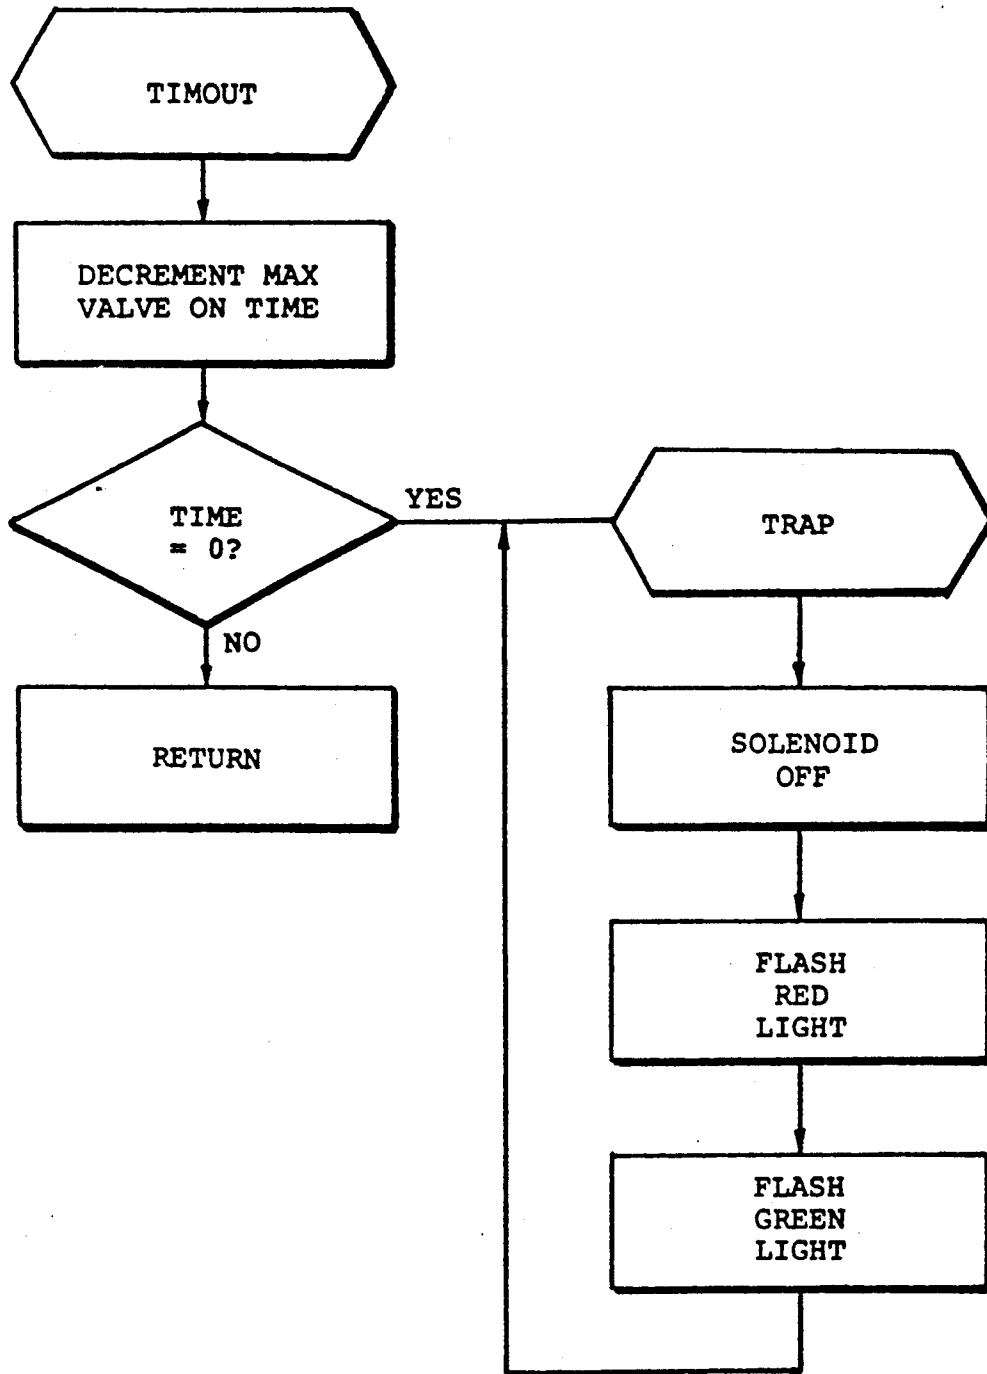 TIMOUT
DECREMENT MAX
VALVE ON TIME
TIME
= 0?
YES
NO
RETURN
TRAP
SOLENOID
OFF
FLASH
RED
LIGHT
FLASH
GREEN
LIGHT